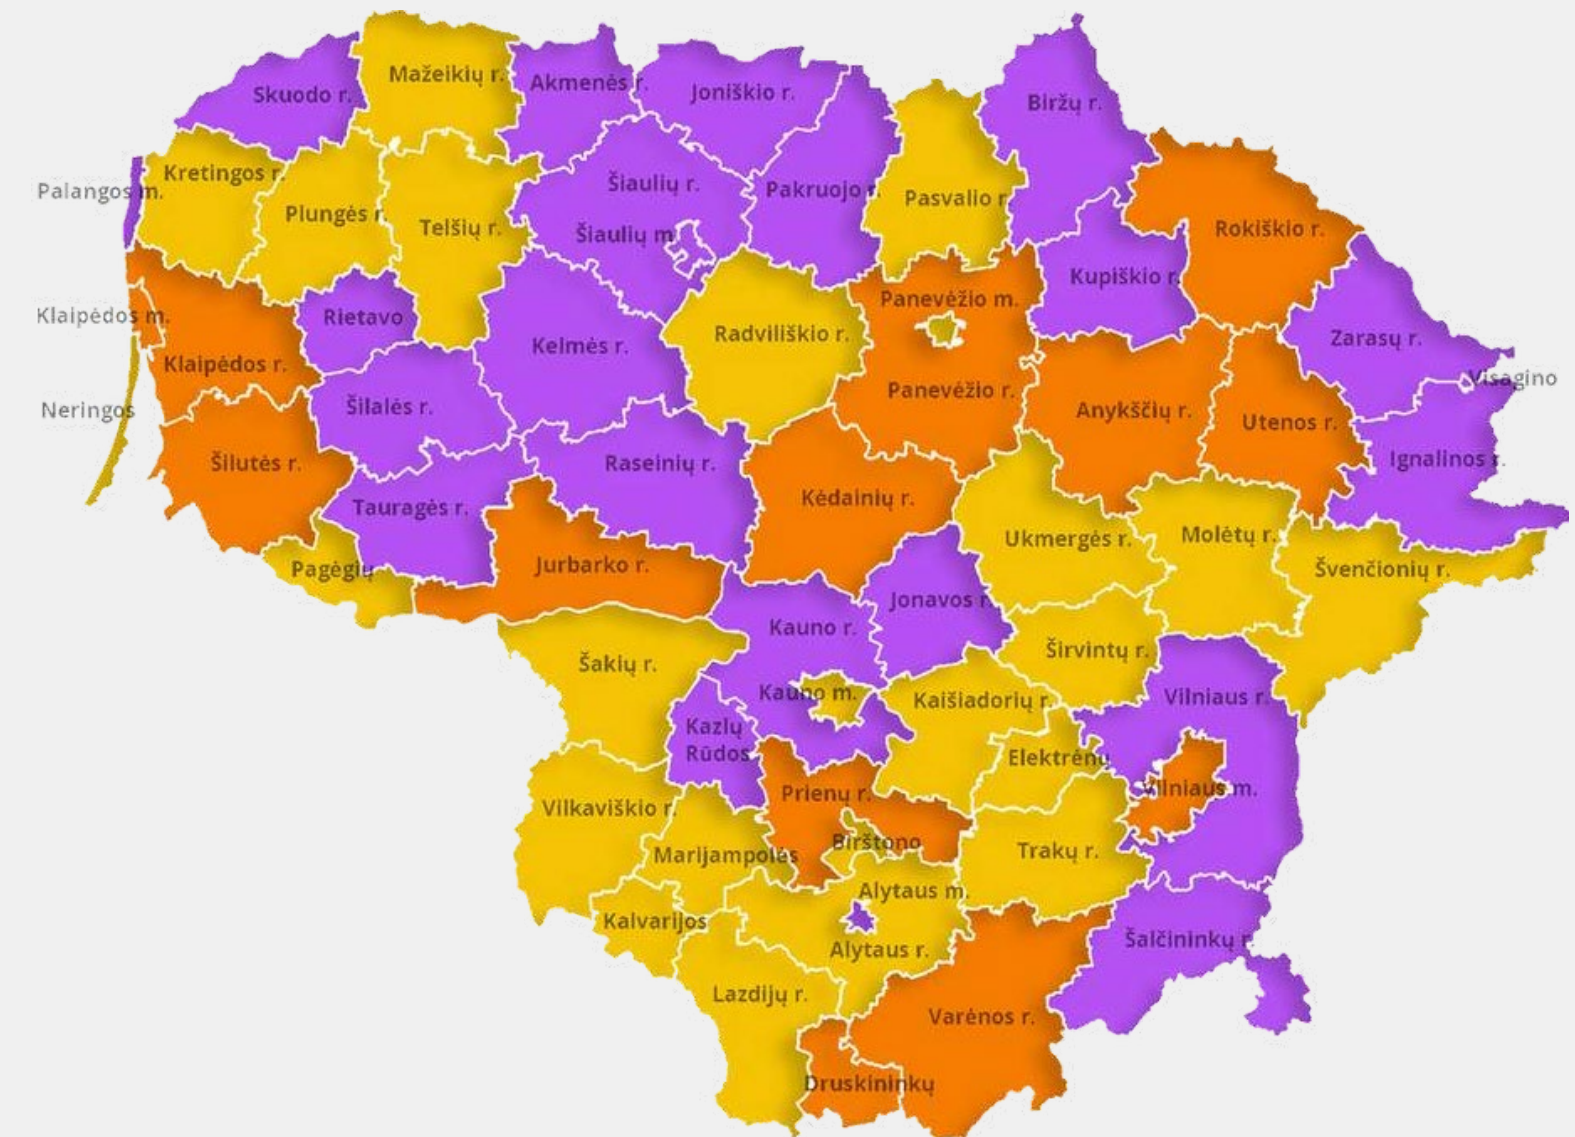 Mažeikių r.
Skuodo r.
Akmenės r.
Joniškio r.
Biržų r.
Kretingos r.
Palangos m.
Šiaulių r.
Pakruojo r.
Pasvalio r.
Plungės r.
Telšių r.
Šiaulių m.
Rokiškio r.
Kupiškio r.
Panevėžio m.
Klaipėdos m.
Rietavo
Radviliškio r.
Kelmės r.
Zarasų r.
Klaipėdos r.
Visagino
Panevėžio r.
Neringos
Šilalės r.
Anykščių r.
Utenos r.
Šilutės r.
Raseinių r.
Ignalinos r.
Kėdainių r.
Tauragės r.
Ukmergės r.
Molėtų r.
Pagėgių
Jurbarko r.
Švenčionių r.
Jonavos r.
Kauno r.
Širvintų r.
Šakių r.
Kauno m.
Kaišiadorių r.
Vilniaus r.
Kazlų
Rūdos
Elektrėnų
Vilniaus m.
Prienų r.
Vilkaviškio r.
Birštono
Marijampolės
Trakų r.
Alytaus m.
Kalvarijos
Alytaus r.
Šalčininkų r.
Lazdijų r.
Varėnos r.
Druskininkų